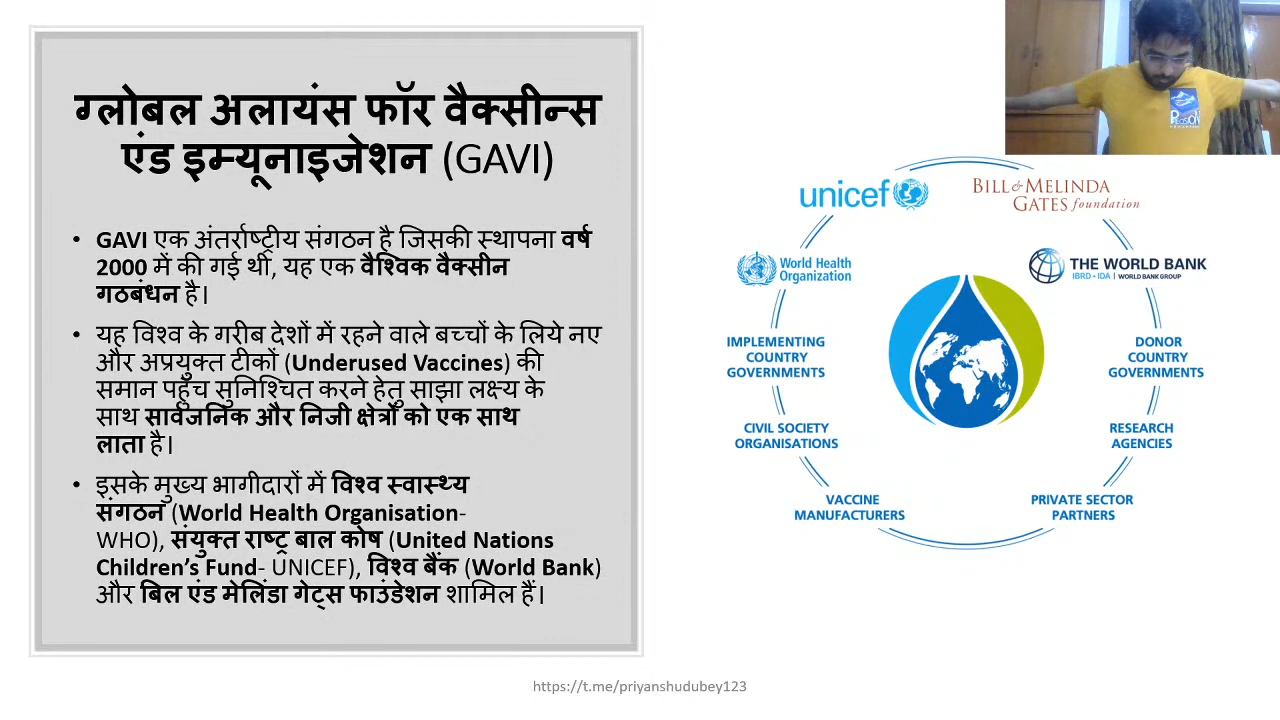 ग्लोबल अलायंस फॉर वैक्सीन्स
एंड इम्यूनाइजेशन (GAVI)
• GAVI एक अंतर्राष्ट्रीय संगठन है जिसकी स्थापना वर्ष
2000 में की गई थी, यह एक वैश्विक वैक्सीन
गठबंधन है।
• यह विश्व के गरीब देशों में रहने वाले बच्चों के लिये नए
और अप्रयुक्त टीकों (Underused Vaccines) की
समान पहुँच सुनिश्चित करने हेतु साझा लक्ष्य के
साथ सार्वजनिक और निजी क्षेत्रों को एक साथ
लाता है।
• इसके मुख्य भागीदारों में विश्व स्वास्थ्य
संगठन (World Health Organisation-
WHO), संयुक्त राष्ट्र बाल कोष (United Nations
Children’s Fund- UNICEF), विश्व बैंक (World Bank)
और बिल एंड मेलिंडा गेट्स फाउंडेशन शामिल हैं।
unicef
BILL & MELINDA
GATES foundation
World Health
Organization
THE WORLD BANK
IBRD • IDA | WORLD BANK GROUP
IMPLEMENTING
COUNTRY
GOVERNMENTS
DONOR
COUNTRY
GOVERNMENTS
CIVIL SOCIETY
ORGANISATIONS
RESEARCH
AGENCIES
VACCINE
MANUFACTURERS
PRIVATE SECTOR
PARTNERS
https://t.me/priyanshudubey123